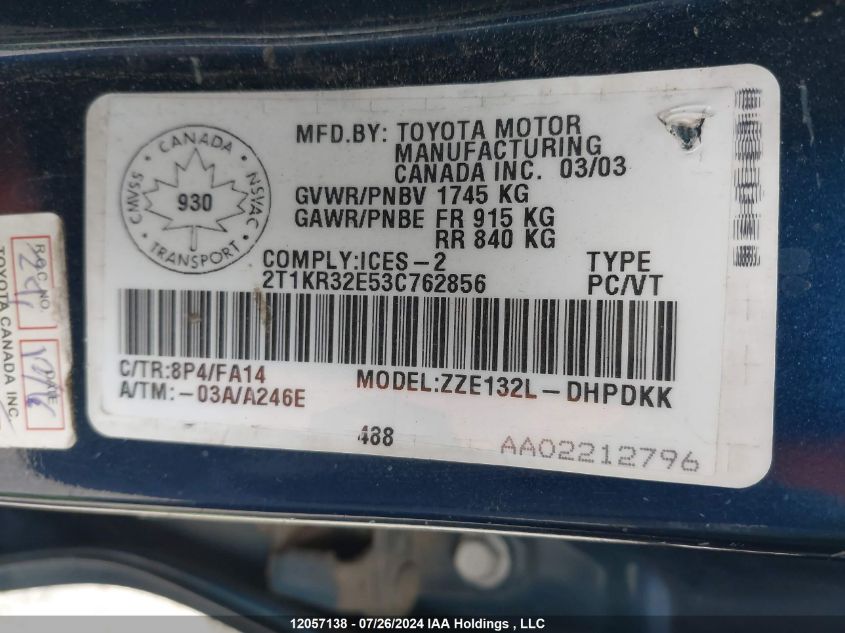 MFD.BY: TOYOTA MOTOR
MANUFACTURING
CANADA INC. 03/03
GVWR/PNBV 1745 KG
GAWR/PNBE FR 915 KG
RR 840 KG
CANADA
CMVSS 930 NSVAC
TRANSPORT
COMPLY:ICES-2 TYPE
2T1KR32E53C762856 PC/VT
C/TR:8P4/FA14 MODEL:ZZE132L-DHPDKK
A/TM:-03A/A246E
488
AA02212796
NO.
DATE
TOYOTA CANADA INC.
12057138 - 07/26/2024 IAA Holdings , LLC